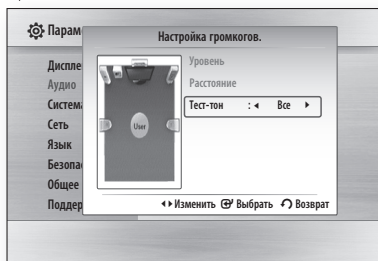 Парам
Настройка громкогов.
Диспле
Аудио
Система
Сеть
Язык
Безопа
Общее
Поддер
User
Уровень
Расстояние
Тест-тон : ◂ Все ▸
◂▸ Изменить Выбрать Возврат